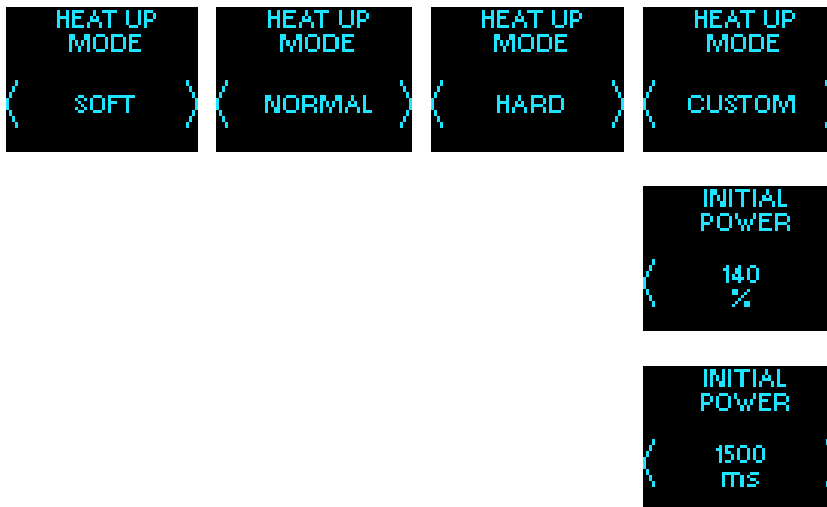 HEAT UP
MODE
SOFT
HEAT UP
MODE
NORMAL
HEAT UP
MODE
HARD
HEAT UP
MODE
CUSTOM
INITIAL
POWER
140
%
INITIAL
POWER
1500
ms